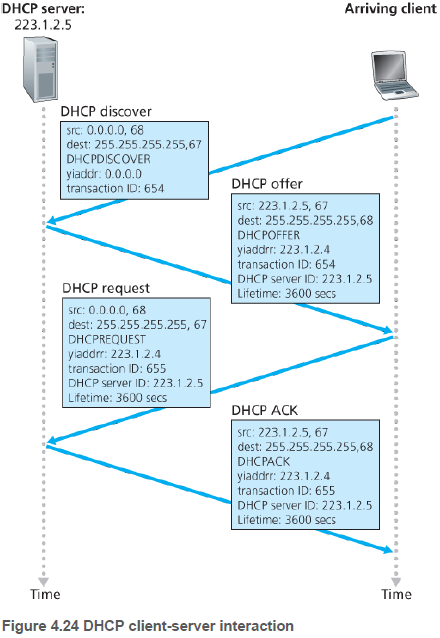 DHCP server:
223.1.2.5
Arriving client
DHCP discover
src: 0.0.0.0, 68
dest: 255.255.255.255,67
DHCPDISCOVER
yiaddr: 0.0.0.0
transaction ID: 654
DHCP offer
src: 223.1.2.5, 67
dest: 255.255.255.255,68
DHCPOFFER
yiaddrr: 223.1.2.4
transaction ID: 654
DHCP server ID: 223.1.2.5
Lifetime: 3600 secs
DHCP request
src: 0.0.0.0, 68
dest: 255.255.255.255, 67
DHCPREQUEST
yiaddrr: 223.1.2.4
transaction ID: 655
DHCP server ID: 223.1.2.5
Lifetime: 3600 secs
DHCP ACK
src: 223.1.2.5, 67
dest: 255.255.255.255,68
DHCPACK
yiaddrr: 223.1.2.4
transaction ID: 655
DHCP server ID: 223.1.2.5
Lifetime: 3600 secs
Time
Time
Figure 4.24 DHCP client-server interaction